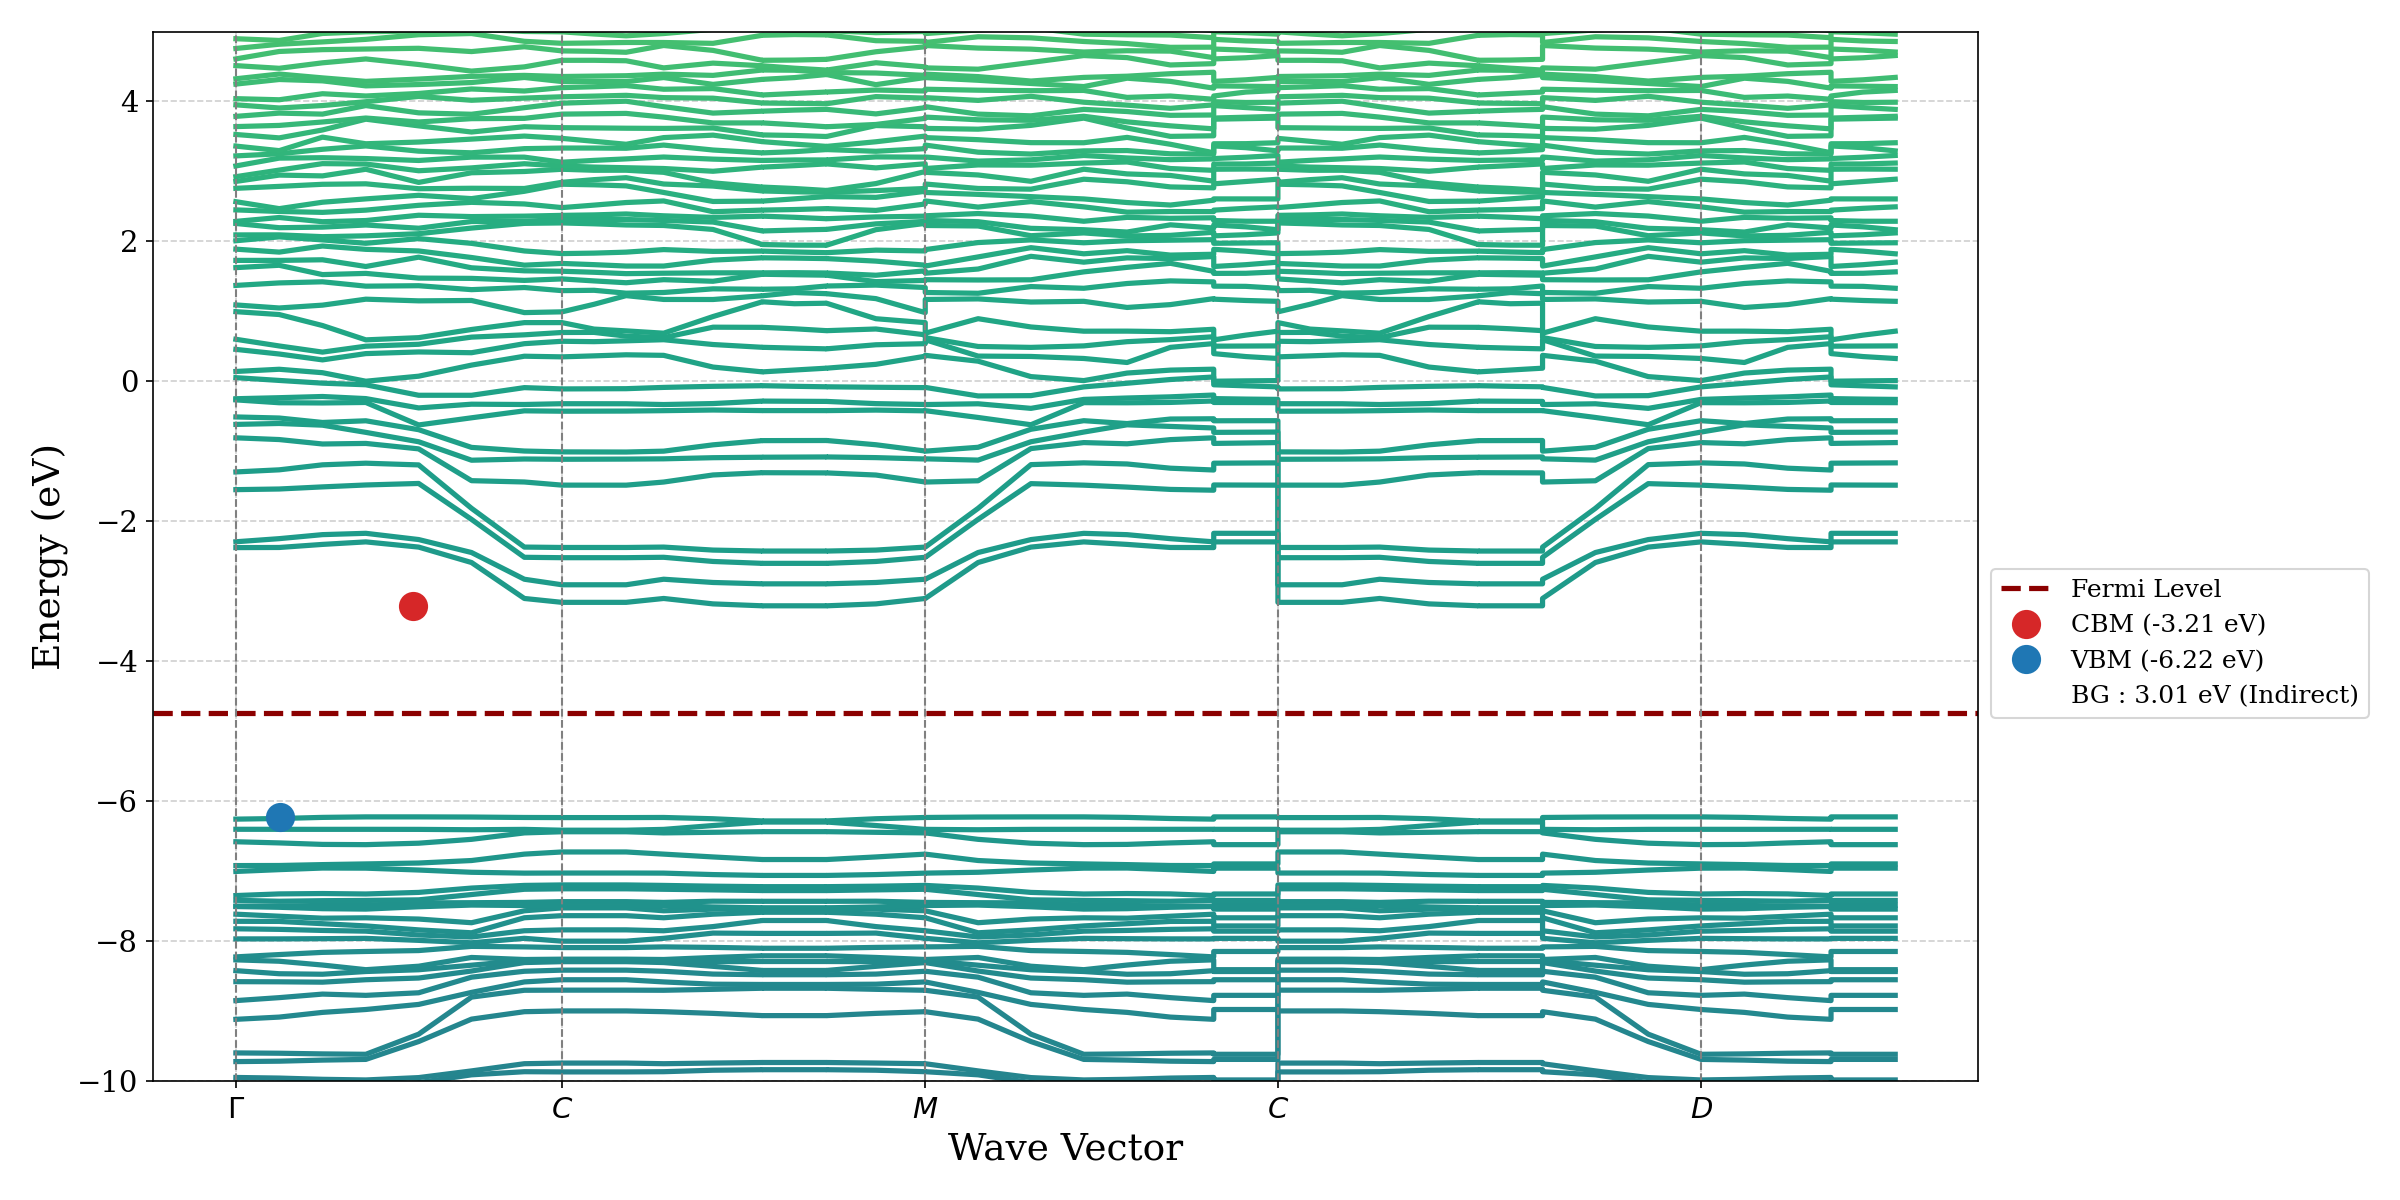 4
2
0
−2
−4
−6
−8
−10
Energy (eV)
Γ
C
M
C
D
Wave Vector
Fermi Level
CBM (-3.21 eV)
VBM (-6.22 eV)
BG : 3.01 eV (Indirect)